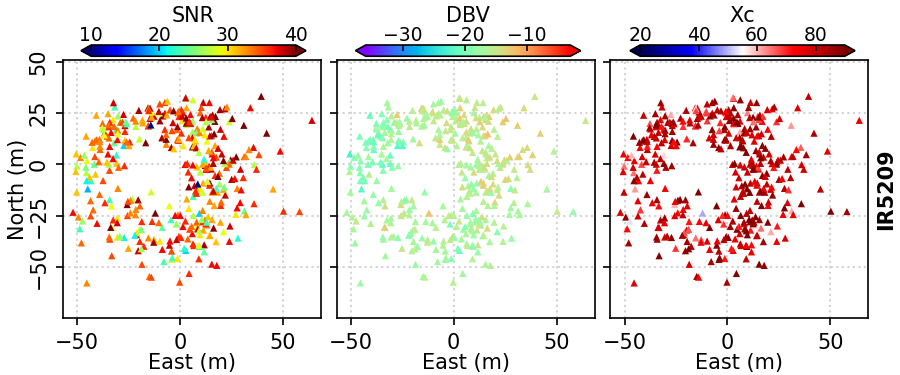 SNR DBV Xc
10 20 30 40 −30 −20 −10 20 40 60 80
50
25
0
−25
−50
North (m)
−50 0 50 −50 0 50 −50 0 50
East (m) East (m) East (m)
IR5209